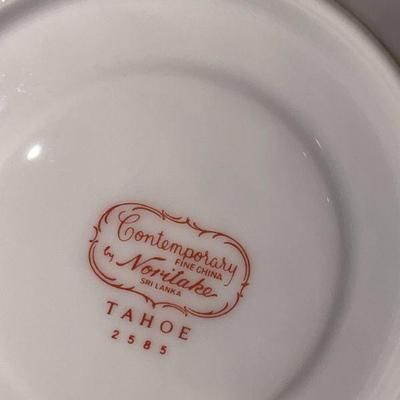 Contemporary
FINE CHINA
by Noritake
SRI LANKA
TAHOE
2585